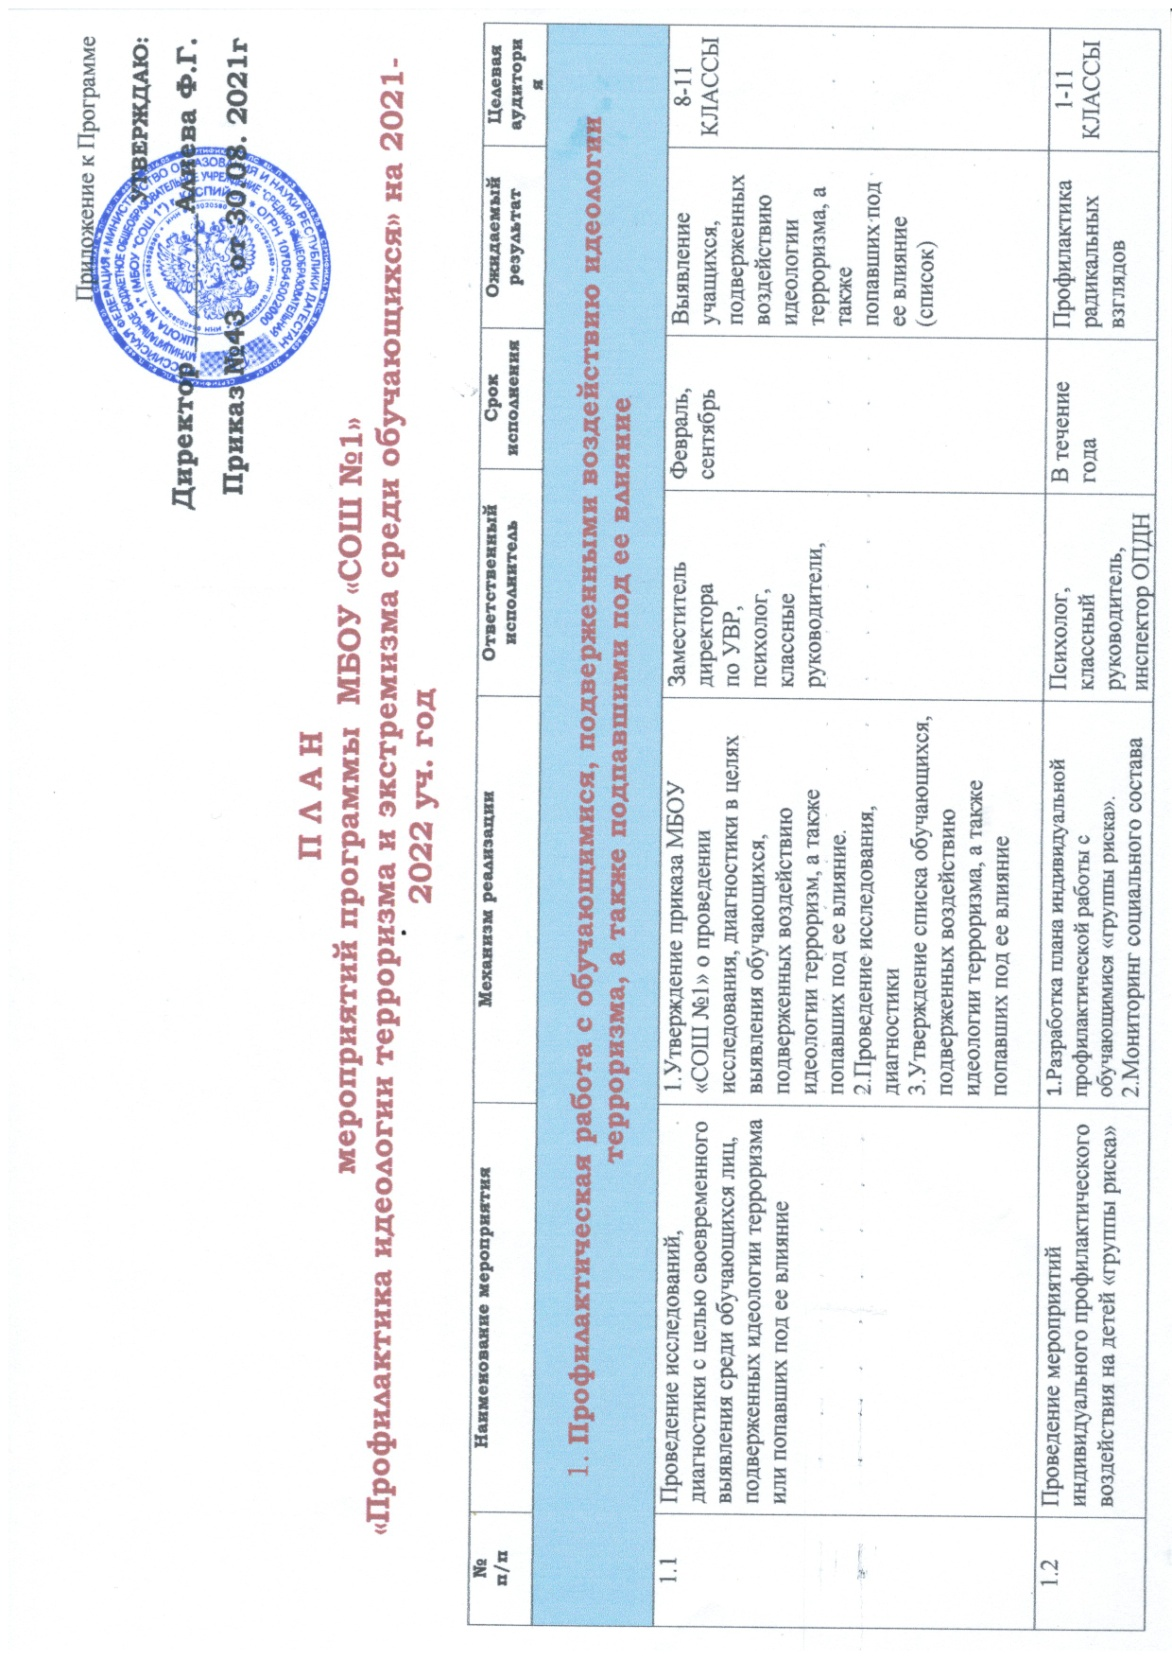 Приложение к Программе
УТВЕРЖДАЮ:
Директор Алиева Ф.Г.
Приказ №43 от 30.08. 2021г
П Л А Н
мероприятий программы МБОУ «СОШ №1»
«Профилактика идеологии терроризма и экстремизма среди обучающихся» на 2021-
2022 уч. год
№
п/п
Наименование мероприятия
Механизм реализации
Ответственный
исполнитель
Срок
исполнения
Ожидаемый
результат
Целевая
аудитори
я
1. Профилактическая работа с обучающимися, подверженными воздействию идеологии
терроризма, а также подпавшими под ее влияние
1.1
Проведение исследований,
диагностики с целью своевременного
выявления среди обучающихся лиц,
подверженных идеологии терроризма
или попавших под ее влияние
1.Утверждение приказа МБОУ
«СОШ №1» о проведении
исследования, диагностики в целях
выявления обучающихся,
подверженных воздействию
идеологии терроризм, а также
попавших под ее влияние.
2.Проведение исследования,
диагностики
3.Утверждение списка обучающихся,
подверженных воздействию
идеологии терроризма, а также
попавших под ее влияние
Заместитель
директора
по УВР,
психолог,
классные
руководители,
Февраль,
сентябрь
Выявление
учащихся,
подверженных
воздействию
идеологии
терроризма, а
также
попавших под
ее влияние
(список)
8-11
КЛАССЫ
1.2
Проведение мероприятий
индивидуального профилактического
воздействия на детей «группы риска»
1.Разработка плана индивидуальной
профилактической работы с
обучающимися «группы риска».
2.Мониторинг социального состава
Психолог,
классный
руководитель,
инспектор ОПДН
В течение
года
Профилактика
радикальных
взглядов
1-11
КЛАССЫ